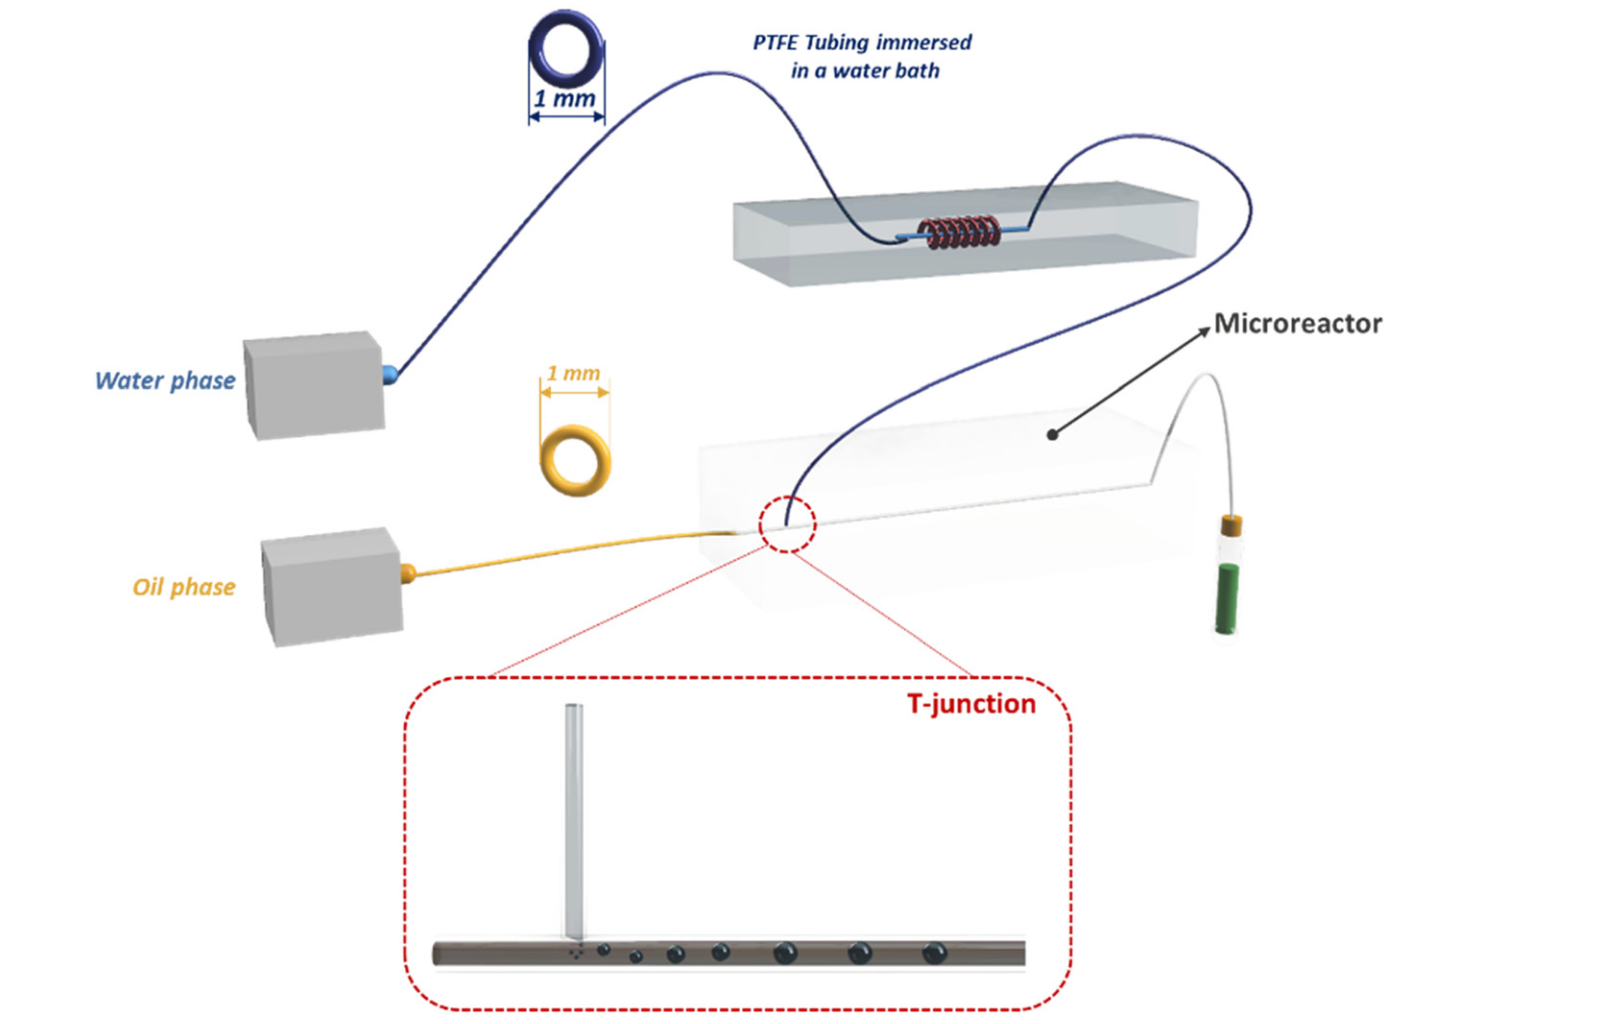 PTFE Tubing immersed
in a water bath
1 mm
Microreactor
Water phase
1 mm
Oil phase
T-junction